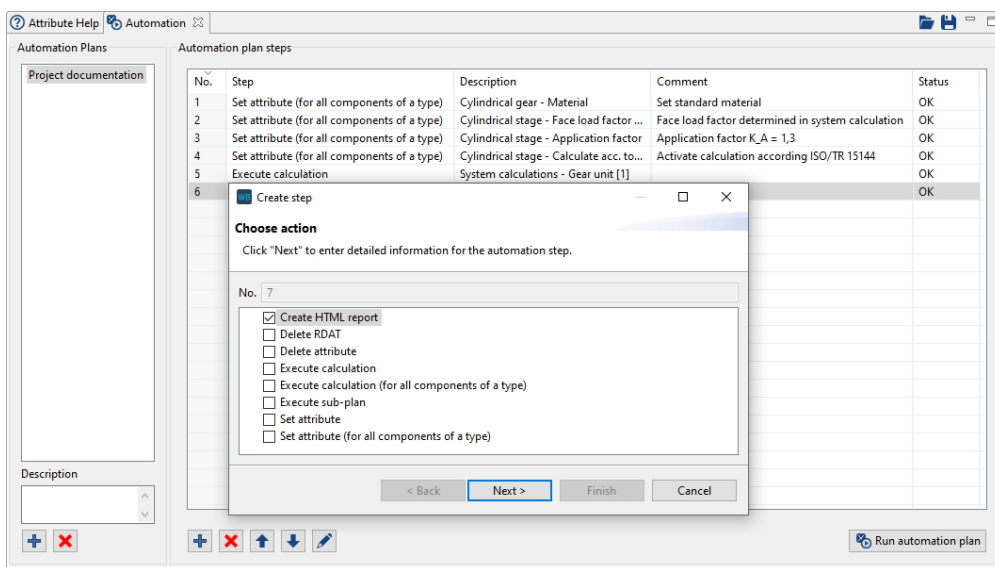 Attribute Help Automation
Automation Plans Automation plan steps
Project documentation
No. Step Description Comment Status
1 Set attribute (for all components of a type) Cylindrical gear - Material Set standard material OK
2 Set attribute (for all components of a type) Cylindrical stage - Face load factor ... Face load factor determined in system calculation OK
3 Set attribute (for all components of a type) Cylindrical stage - Application factor Application factor K_A = 1,3 OK
4 Set attribute (for all components of a type) Cylindrical stage - Calculate acc. to... Activate calculation according ISO/TR 15144 OK
5 Execute calculation System calculations - Gear unit [1] OK
6 OK
WB Create step
Choose action
Click "Next" to enter detailed information for the automation step.
No. 7
Create HTML report
Delete RDAT
Delete attribute
Execute calculation
Execute calculation (for all components of a type)
Execute sub-plan
Set attribute
Set attribute (for all components of a type)
Description
< Back Next > Finish Cancel
Run automation plan